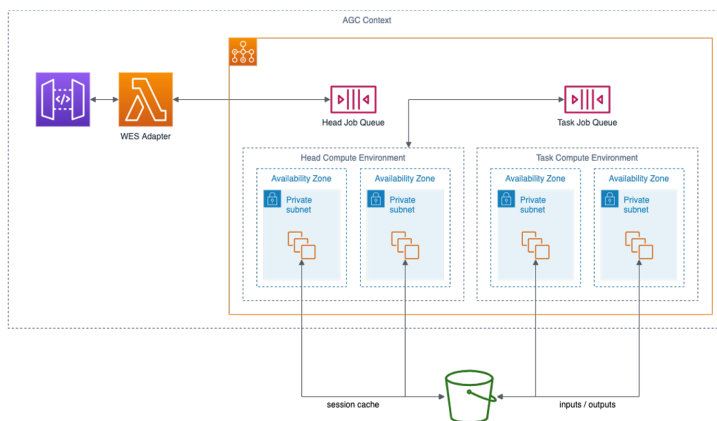 AGC Context
</>
WES Adapter
Head Job Queue
Task Job Queue
Head Compute Environment
Task Compute Environment
Availability Zone
Availability Zone
Availability Zone
Availability Zone
Private
subnet
Private
subnet
Private
subnet
Private
subnet
session cache
inputs / outputs